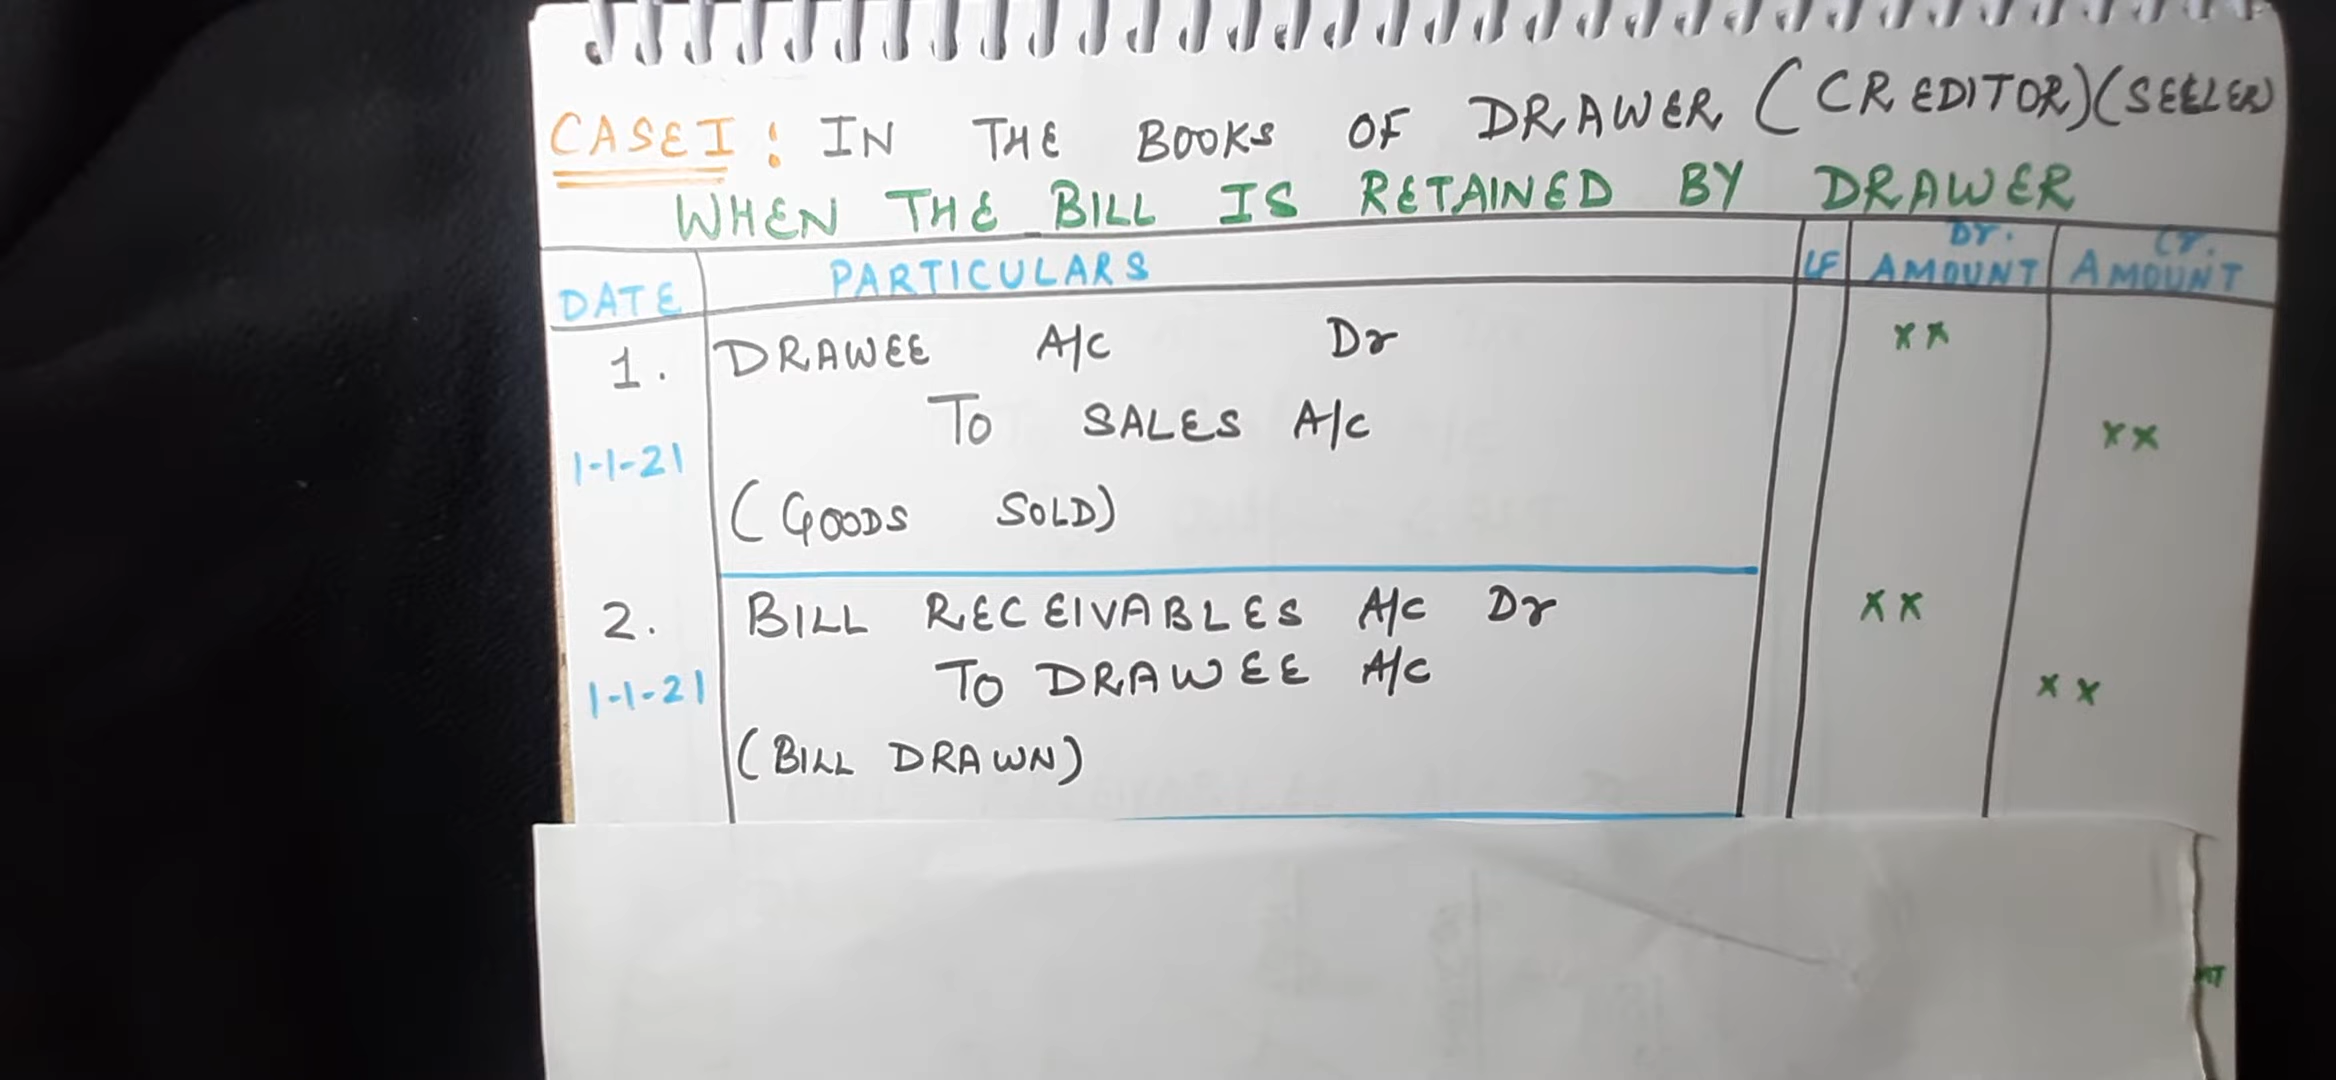 CASE I : IN THE BOOKS OF DRAWER (CREDITOR)(SEELER)
WHEN THE BILL IS RETAINED BY DRAWER
DATE PARTICULARS LF Dr. AMOUNT Cr. AMOUNT
1. DRAWEE A/C Dr xx
TO SALES A/C xx
1-1-21
(GOODS SOLD)
2. BILL RECEIVABLES A/C Dr xx
1-1-21 TO DRAWEE A/C xx
(BILL DRAWN)